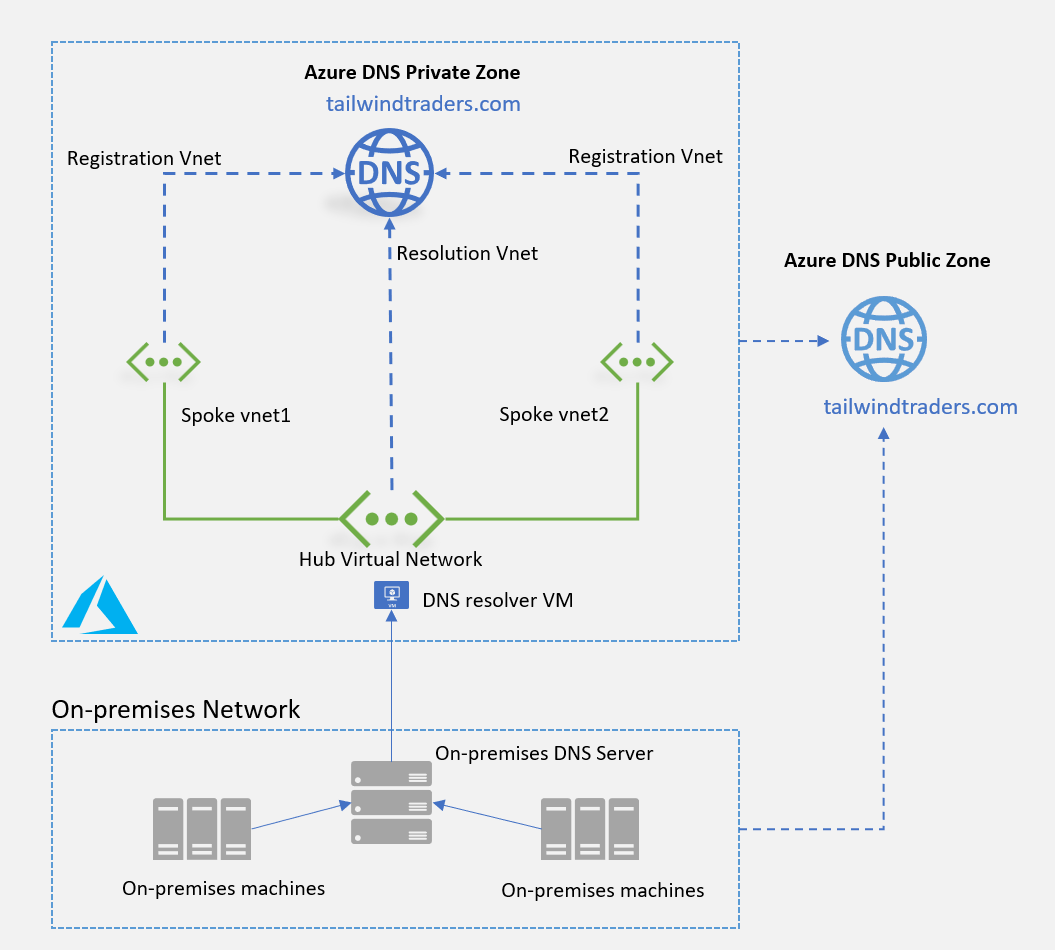 Azure DNS Private Zone
tailwindtraders.com
Registration Vnet
DNS
Registration Vnet
Resolution Vnet
Azure DNS Public Zone
DNS
tailwindtraders.com
Spoke vnet1
Spoke vnet2
Hub Virtual Network
VM
DNS resolver VM
On-premises Network
On-premises DNS Server
On-premises machines
On-premises machines